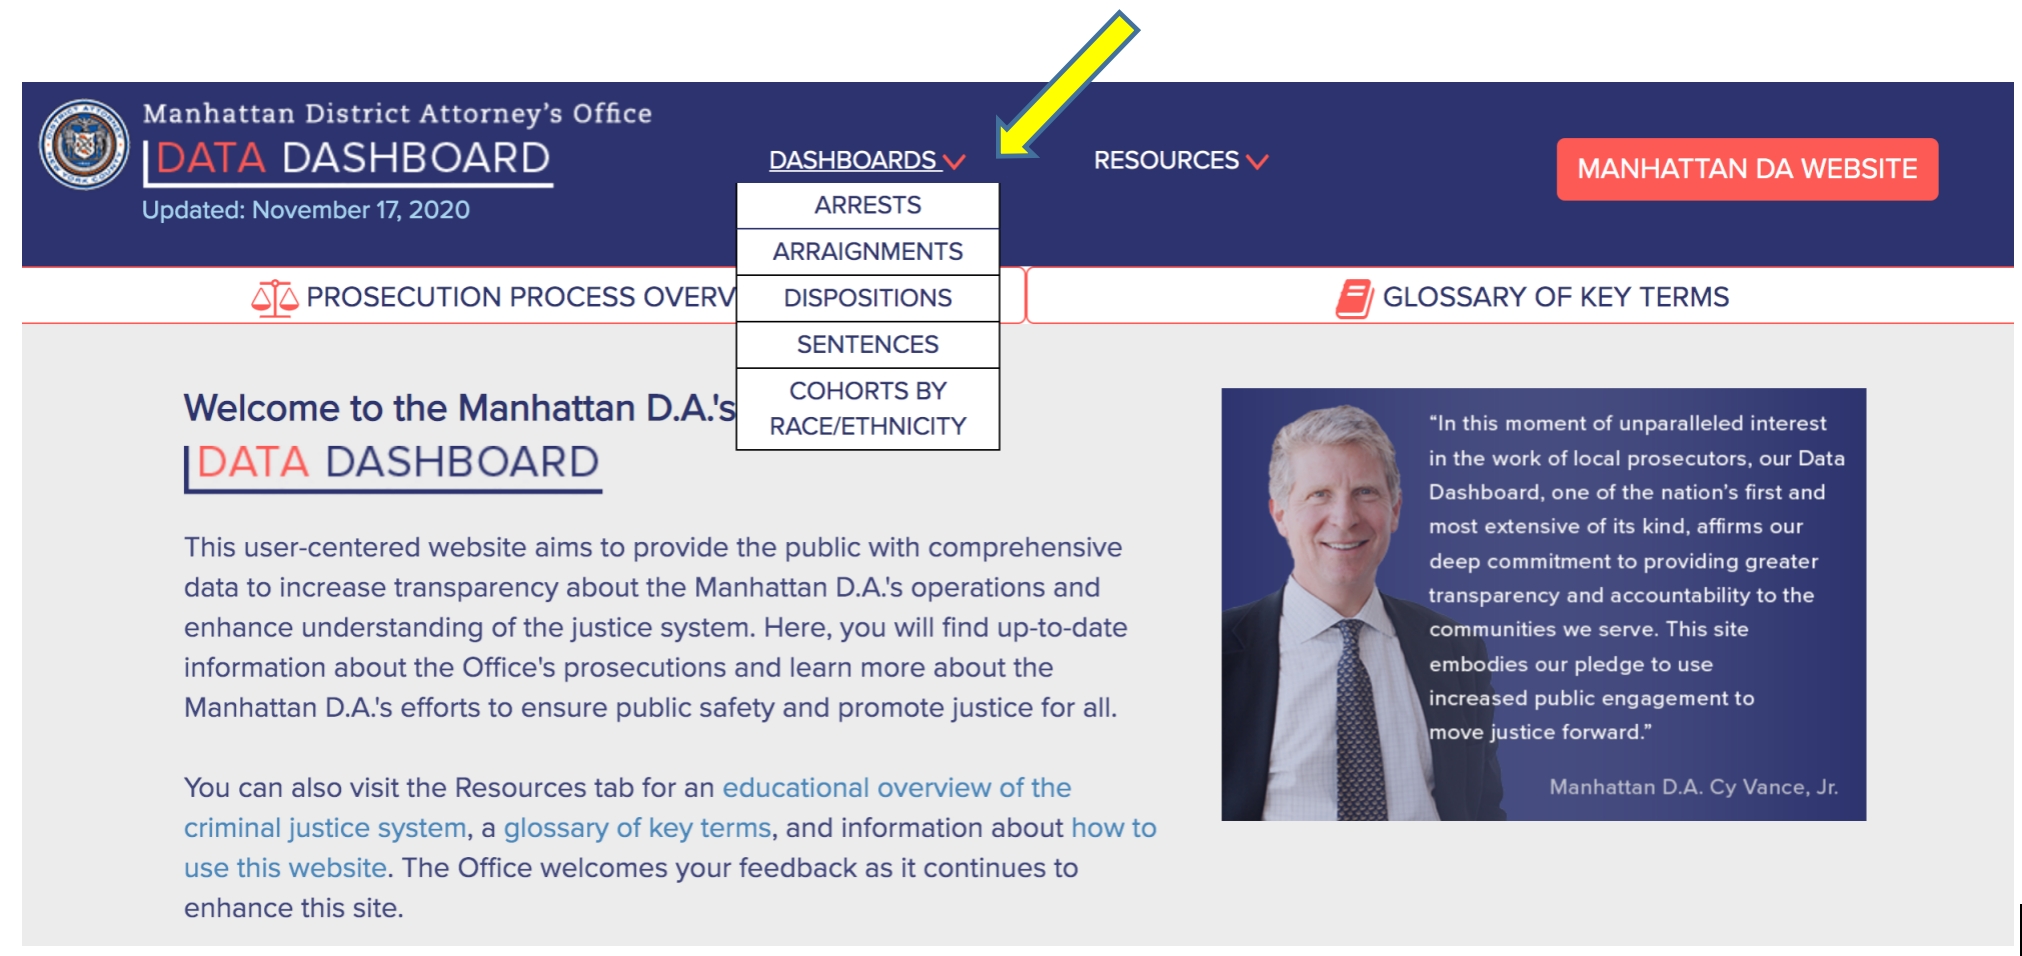 Manhattan District Attorney's Office
DATA DASHBOARD
Updated: November 17, 2020
DASHBOARDS
RESOURCES
MANHATTAN DA WEBSITE
ARRESTS
ARRAIGNMENTS
DISPOSITIONS
SENTENCES
COHORTS BY
RACE/ETHNICITY
PROSECUTION PROCESS OVERV
GLOSSARY OF KEY TERMS
Welcome to the Manhattan D.A.'s
DATA DASHBOARD
This user-centered website aims to provide the public with comprehensive
data to increase transparency about the Manhattan D.A.'s operations and
enhance understanding of the justice system. Here, you will find up-to-date
information about the Office's prosecutions and learn more about the
Manhattan D.A.'s efforts to ensure public safety and promote justice for all.
You can also visit the Resources tab for an educational overview of the
criminal justice system, a glossary of key terms, and information about how to
use this website. The Office welcomes your feedback as it continues to
enhance this site.
“In this moment of unparalleled interest
in the work of local prosecutors, our Data
Dashboard, one of the nation’s first and
most extensive of its kind, affirms our
deep commitment to providing greater
transparency and accountability to the
communities we serve. This site
embodies our pledge to use
increased public engagement to
move justice forward.”
Manhattan D.A. Cy Vance, Jr.